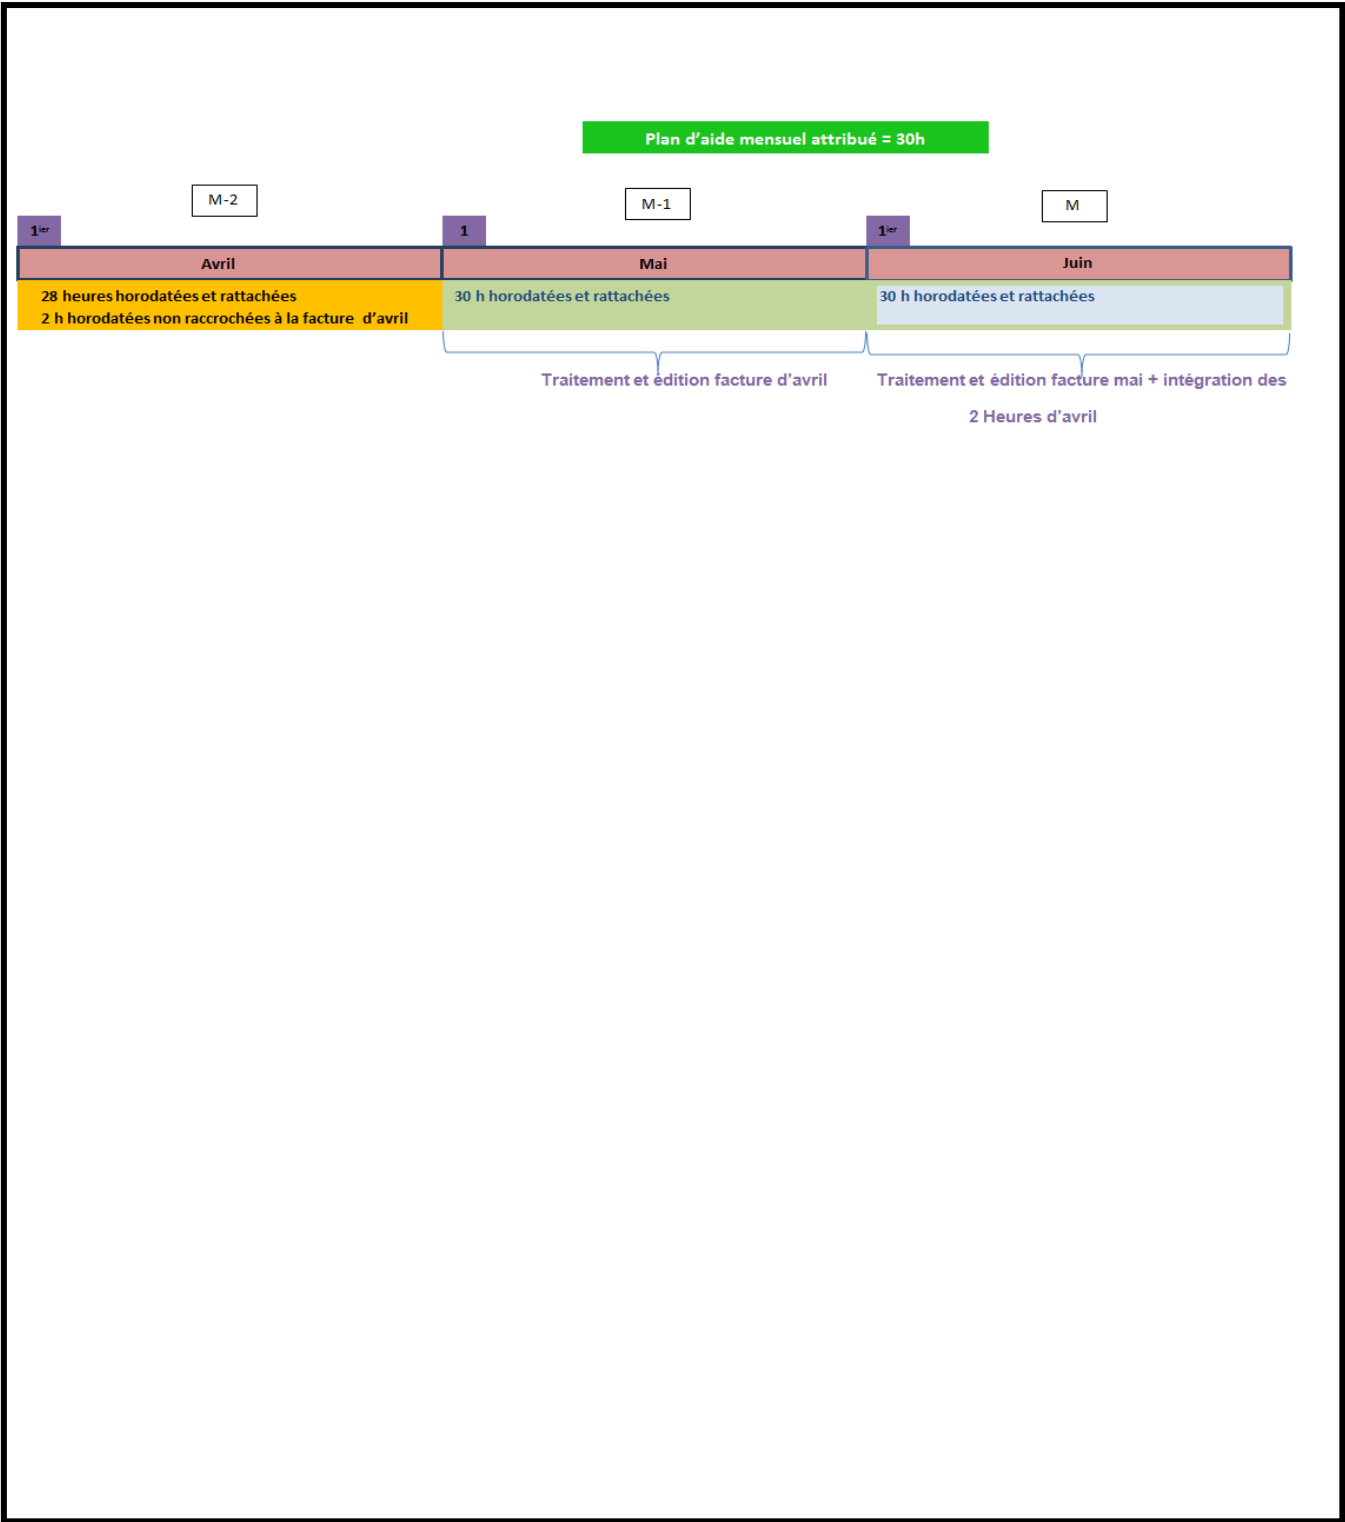 Plan d’aide mensuel attribué = 30h
M-2
M-1
M
1ier
1
1ier
Avril
Mai
Juin
28 heures horodatées et rattachées
2 h horodatées non raccrochées à la facture d’avril
30 h horodatées et rattachées
30 h horodatées et rattachées
Traitement et édition facture d’avril
Traitement et édition facture mai + intégration des
2 Heures d’avril